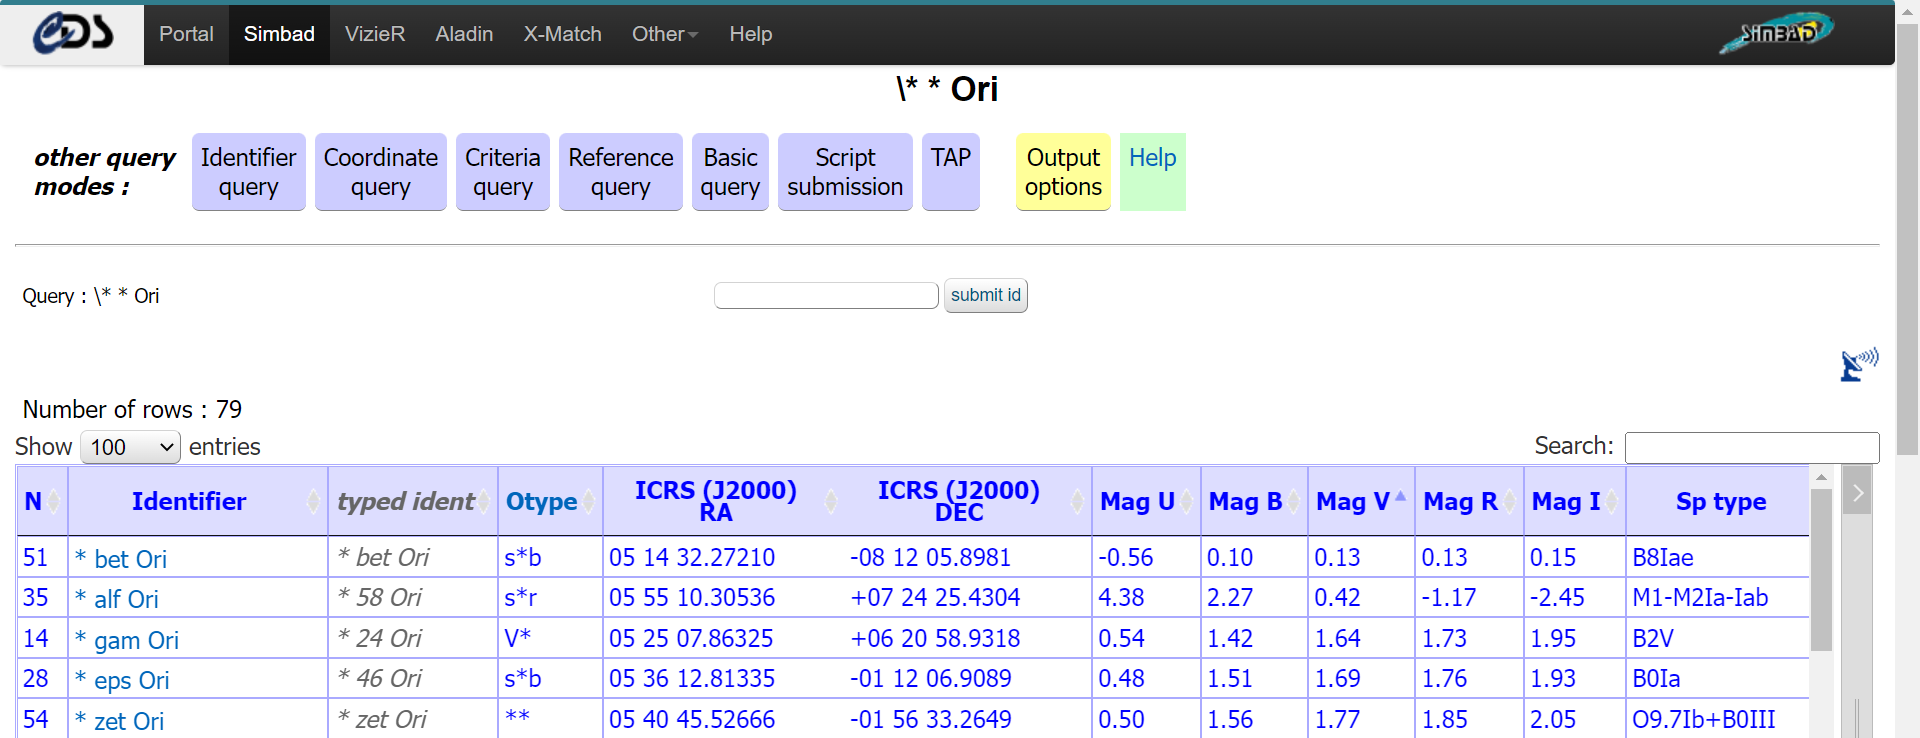 CDS Portal Simbad VizieR Aladin X-Match Other Help SIMBAD
\* * Ori
other query modes :
Identifier query
Coordinate query
Criteria query
Reference query
Basic query
Script submission
TAP
Output options
Help
Query : \* * Ori submit id
Number of rows : 79
Show 100 entries Search:
N Identifier typed ident Otype ICRS (J2000) RA ICRS (J2000) DEC Mag U Mag B Mag V Mag R Mag I Sp type
51 * bet Ori * bet Ori s*b 05 14 32.27210 -08 12 05.8981 -0.56 0.10 0.13 0.13 0.15 B8Iae
35 * alf Ori * 58 Ori s*r 05 55 10.30536 +07 24 25.4304 4.38 2.27 0.42 -1.17 -2.45 M1-M2Ia-Iab
14 * gam Ori * 24 Ori V* 05 25 07.86325 +06 20 58.9318 0.54 1.42 1.64 1.73 1.95 B2V
28 * eps Ori * 46 Ori s*b 05 36 12.81335 -01 12 06.9089 0.48 1.51 1.69 1.76 1.93 B0Ia
54 * zet Ori * zet Ori ** 05 40 45.52666 -01 56 33.2649 0.50 1.56 1.77 1.85 2.05 O9.7Ib+B0III